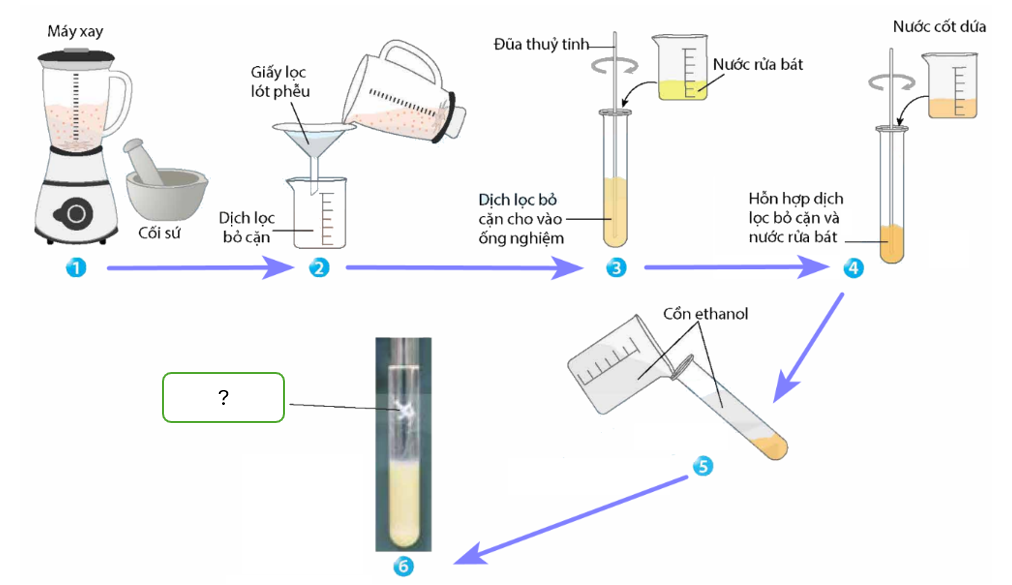 Máy xay
Cối sứ
1
Giấy lọc
lót phễu
Dịch lọc
bỏ cặn
2
Đũa thuỷ tinh
Nước rửa bát
Dịch lọc bỏ
cặn cho vào
ống nghiệm
3
Nước cốt dứa
Hỗn hợp dịch
lọc bỏ cặn và
nước rửa bát
4
Cồn ethanol
5
?
6